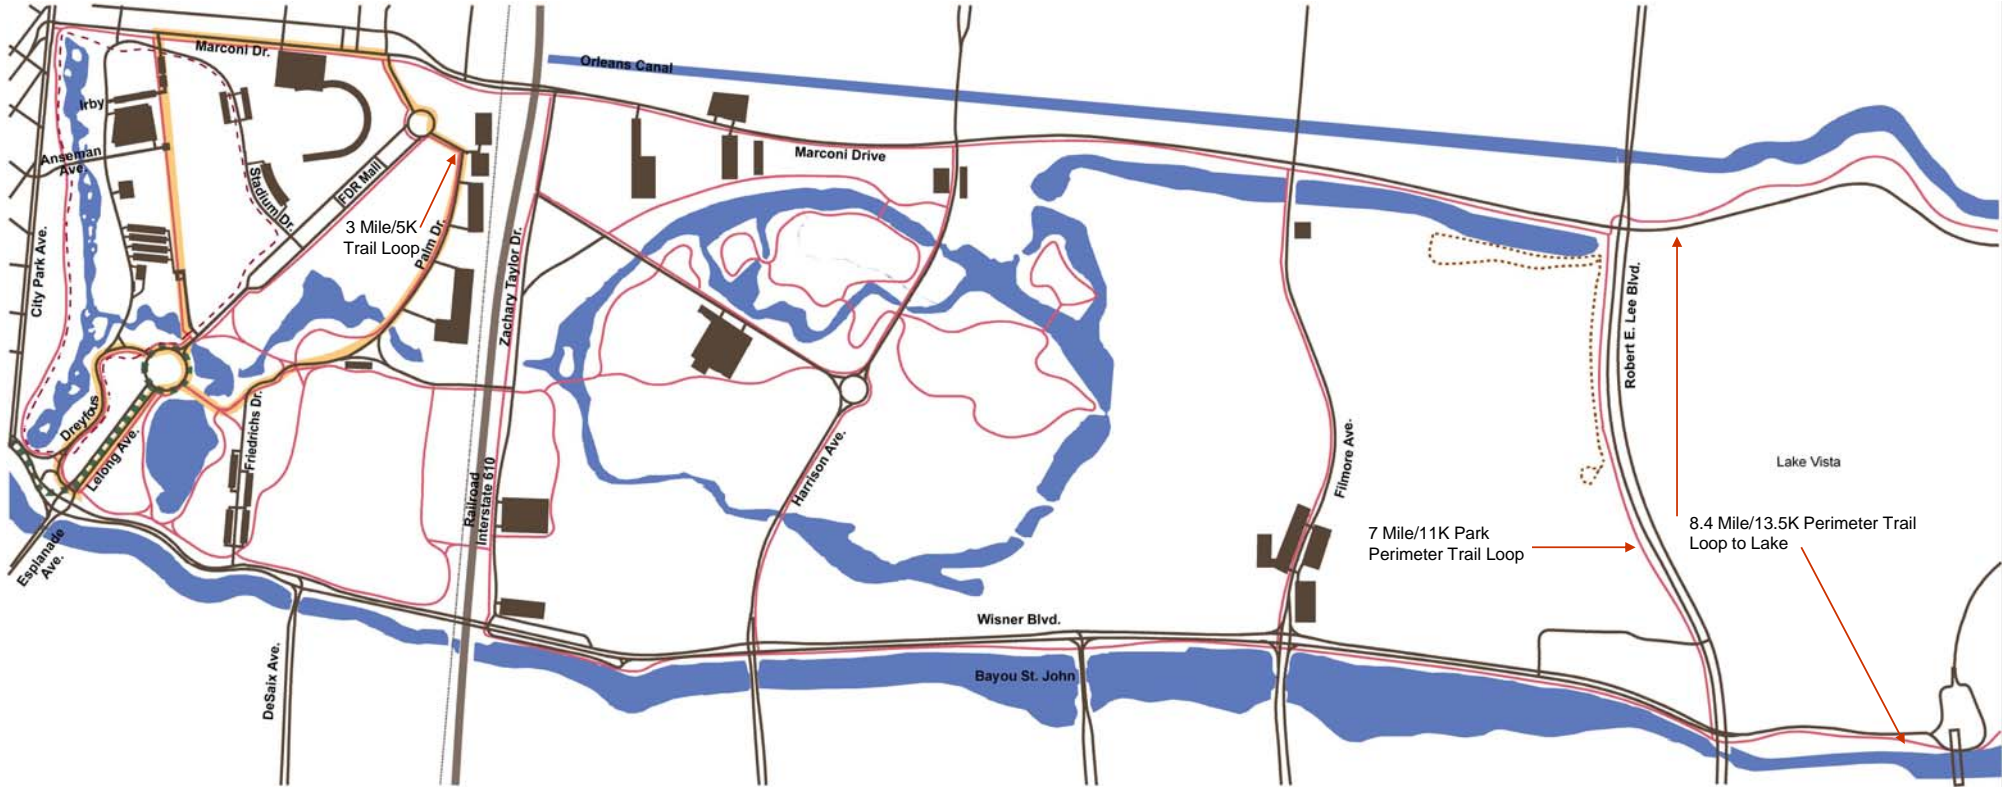 Marconi Dr.
Orleans Canal
Irby
Anseman
Ave.
Stadium Dr.
FDR Mall
Marconi Drive
3 Mile/5K
Trail Loop
Palm Dr.
City Park Ave.
Zachary Taylor Dr.
Robert E. Lee Blvd.
Dreyfous
Lelong Ave.
Friedrichs Dr.
Railroad
Interstate 610
Harrison Ave.
Filmore Ave.
Lake Vista
7 Mile/11K Park
Perimeter Trail Loop
8.4 Mile/13.5K Perimeter Trail
Loop to Lake
Esplanade
Ave.
DeSaix Ave.
Wisner Blvd.
Bayou St. John